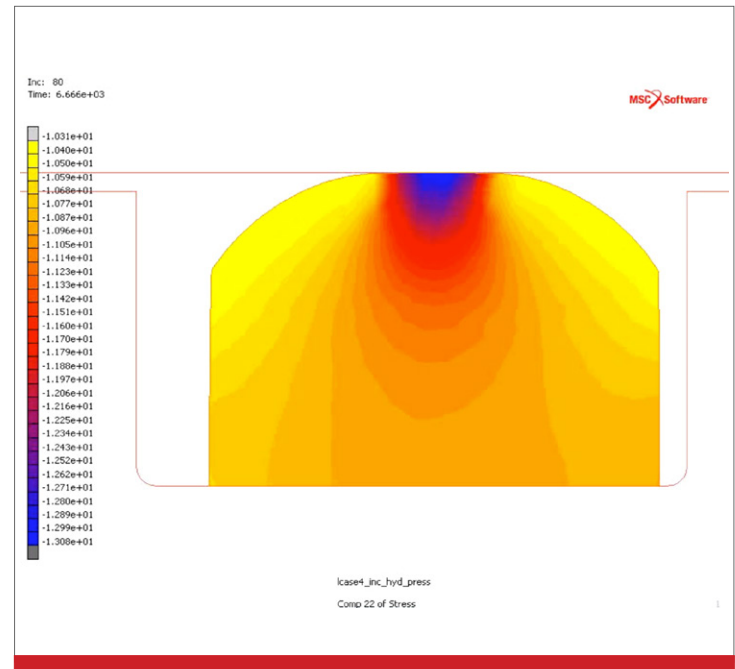 Inc: 80
Time: 6.666e+03
MSC Software
-1.031e+01
-1.040e+01
-1.050e+01
-1.059e+01
-1.068e+01
-1.077e+01
-1.087e+01
-1.096e+01
-1.105e+01
-1.114e+01
-1.123e+01
-1.133e+01
-1.142e+01
-1.151e+01
-1.160e+01
-1.170e+01
-1.179e+01
-1.188e+01
-1.197e+01
-1.206e+01
-1.216e+01
-1.225e+01
-1.234e+01
-1.243e+01
-1.252e+01
-1.262e+01
-1.271e+01
-1.280e+01
-1.289e+01
-1.299e+01
-1.308e+01
lcase4_inc_hyd_press
Comp 22 of Stress
1